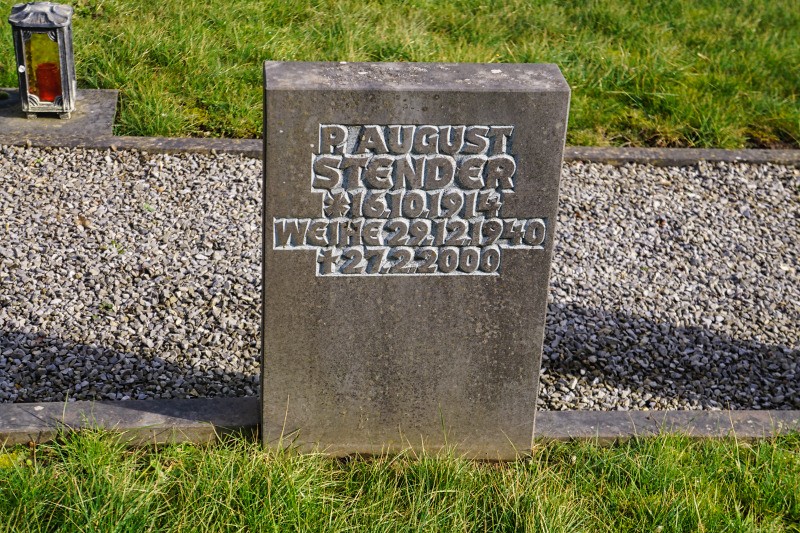 P. AUGUST
STENDER
*16.10.1914
WEIHE 29.12.1940
†27.2.2000